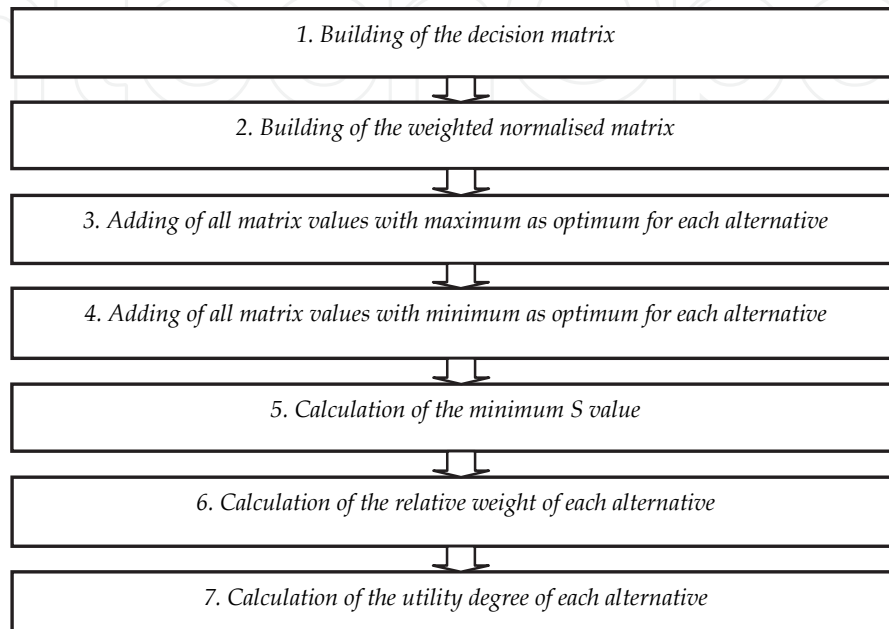 1. Building of the decision matrix
2. Building of the weighted normalised matrix
3. Adding of all matrix values with maximum as optimum for each alternative
4. Adding of all matrix values with minimum as optimum for each alternative
5. Calculation of the minimum S value
6. Calculation of the relative weight of each alternative
7. Calculation of the utility degree of each alternative